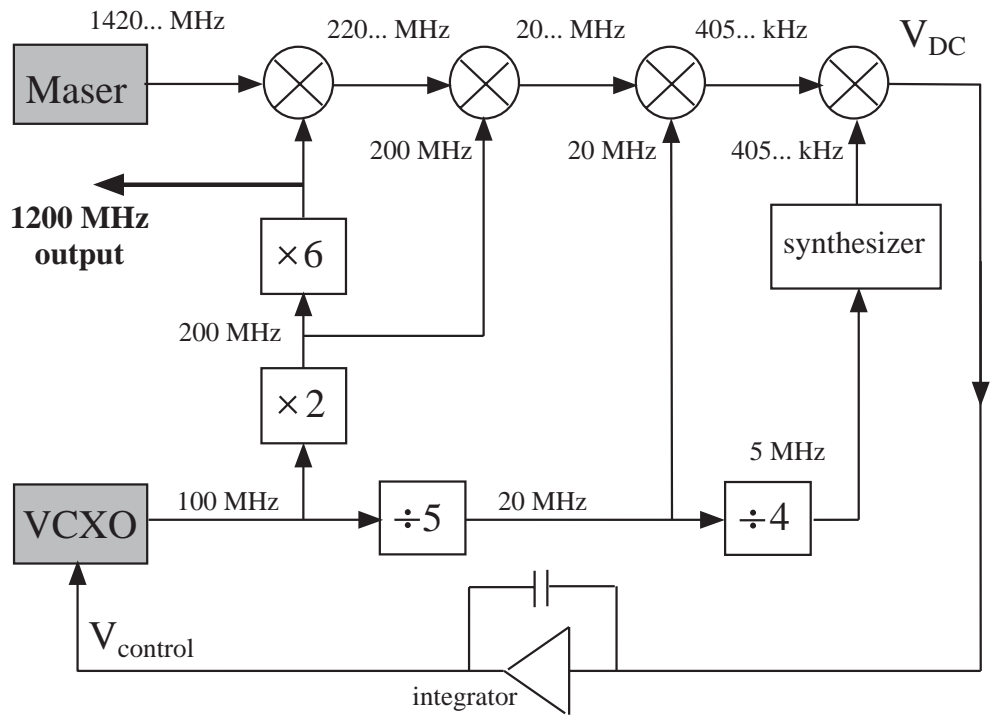 1420... MHz
220... MHz
20... MHz
405... kHz
V_DC
Maser
200 MHz
20 MHz
405... kHz
1200 MHz
output
×6
synthesizer
200 MHz
×2
5 MHz
VCXO
100 MHz
÷5
20 MHz
÷4
V_control
integrator